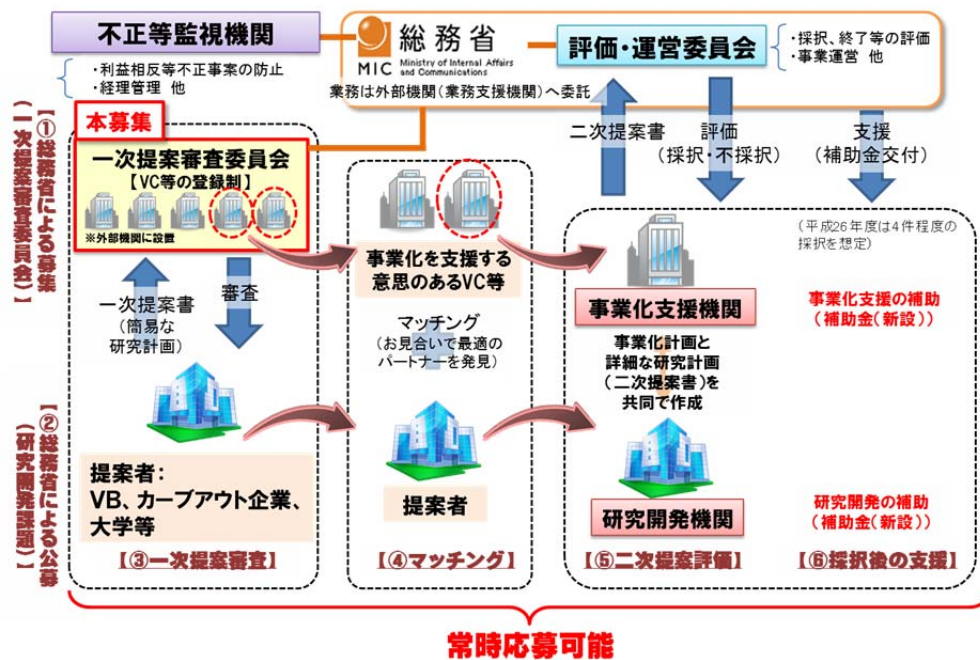 不正等監視機関
・利益相反等不正事案の防止
・経理管理 他
総務省
MIC
Ministry of Internal Affairs
and Communications
業務は外部機関(業務支援機関)へ委託
評価・運営委員会
・採択、終了等の評価
・事業運営 他
【①総務省による募集
(一次提案審査委員会)】
本募集
一次提案審査委員会
【VC等の登録制】
※外部機関に設置
一次提案書
(簡易な
研究計画)
審査
提案者:
VB、カーブアウト企業、
大学等
【③一次提案審査】
【②総務省による公募
(研究開発課題)】
事業化を支援する
意思のあるVC等
マッチング
(お見合いで最適の
パートナーを発見)
提案者
【④マッチング】
二次提案書
評価
(採択・不採択)
支援
(補助金交付)
事業化支援機関
事業化計画と
詳細な研究計画
(二次提案書)を
共同で作成
研究開発機関
【⑤二次提案評価】
(平成26年度は4件程度の
採択を想定)
事業化支援の補助
(補助金(新設))
研究開発の補助
(補助金(新設))
【⑥採択後の支援】
常時応募可能